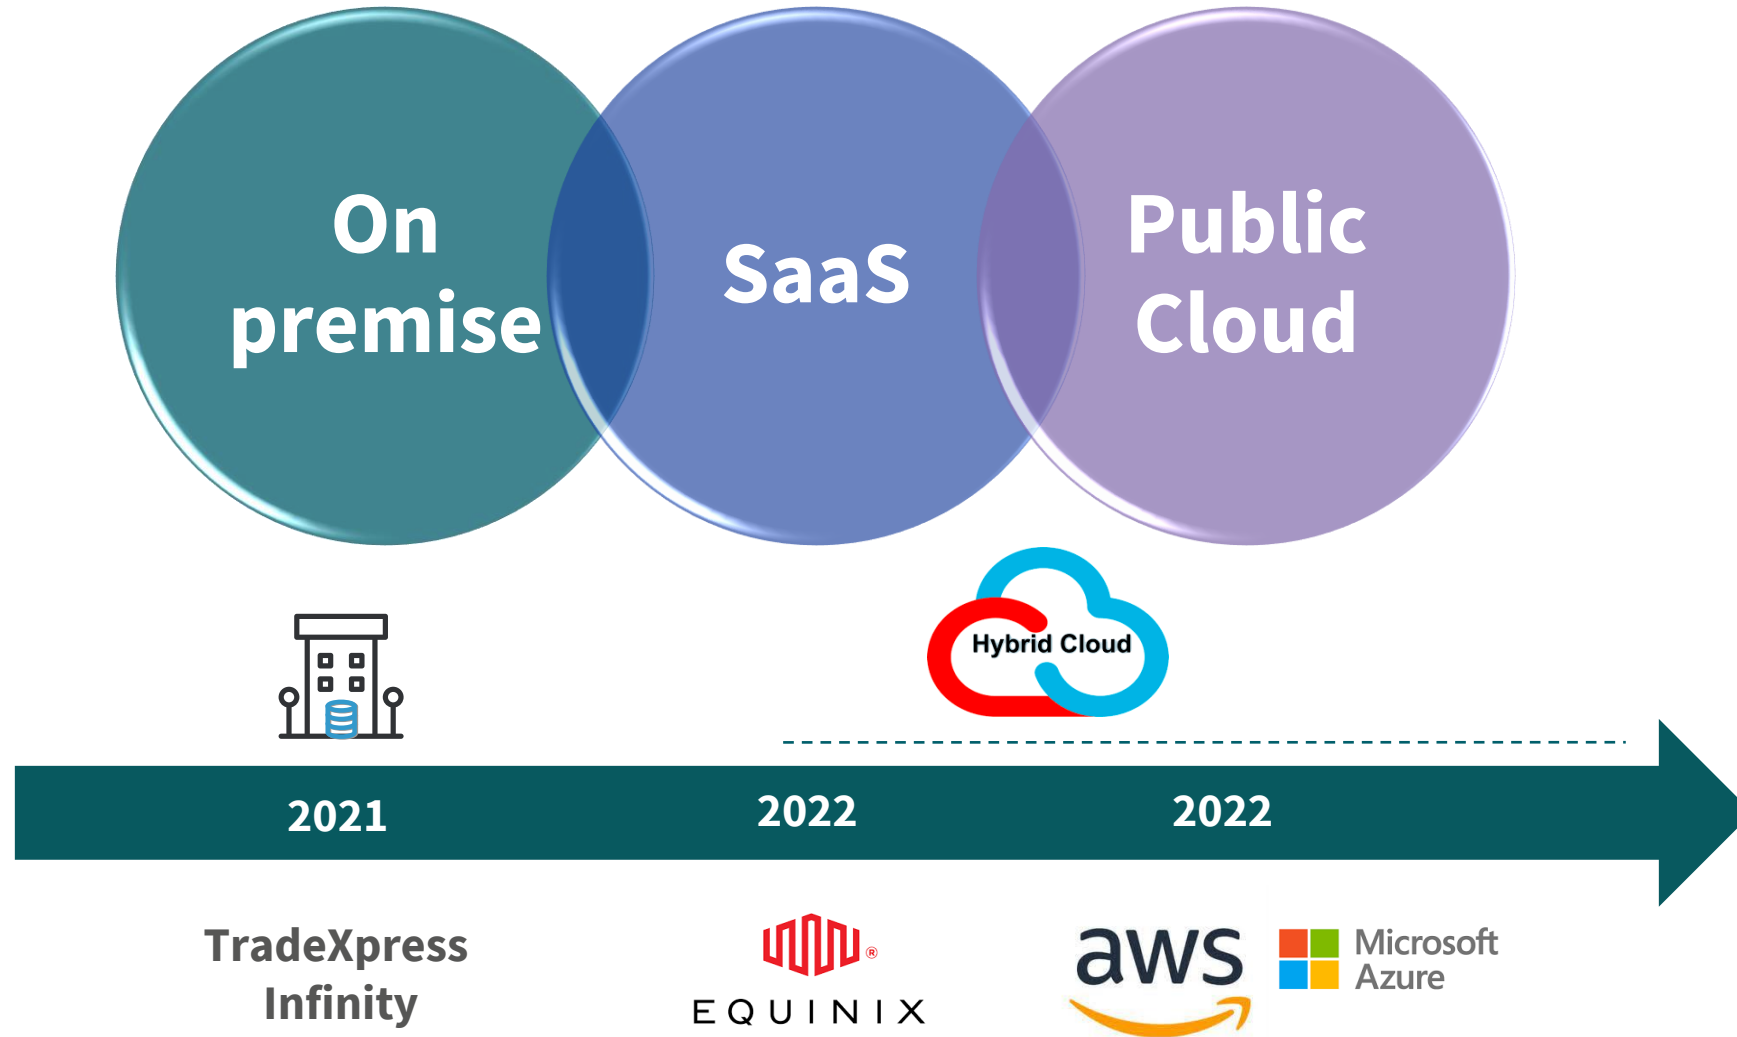 On
premise
SaaS
Public
Cloud
Hybrid Cloud
2021
2022
2022
TradeXpress
Infinity
®
EQUINIX
aws
Microsoft
Azure